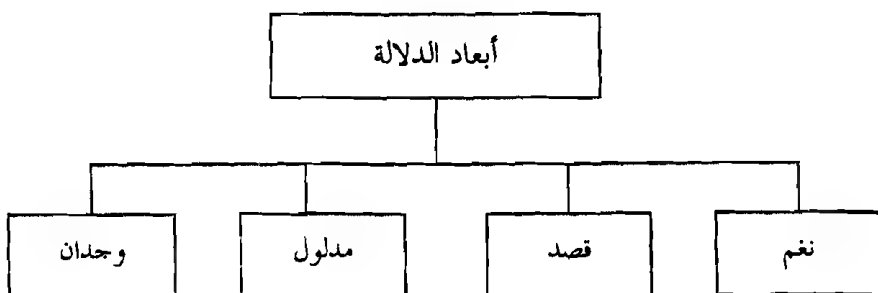 أبعاد الدلالة
نغم
قصد
مدلول
وجدان